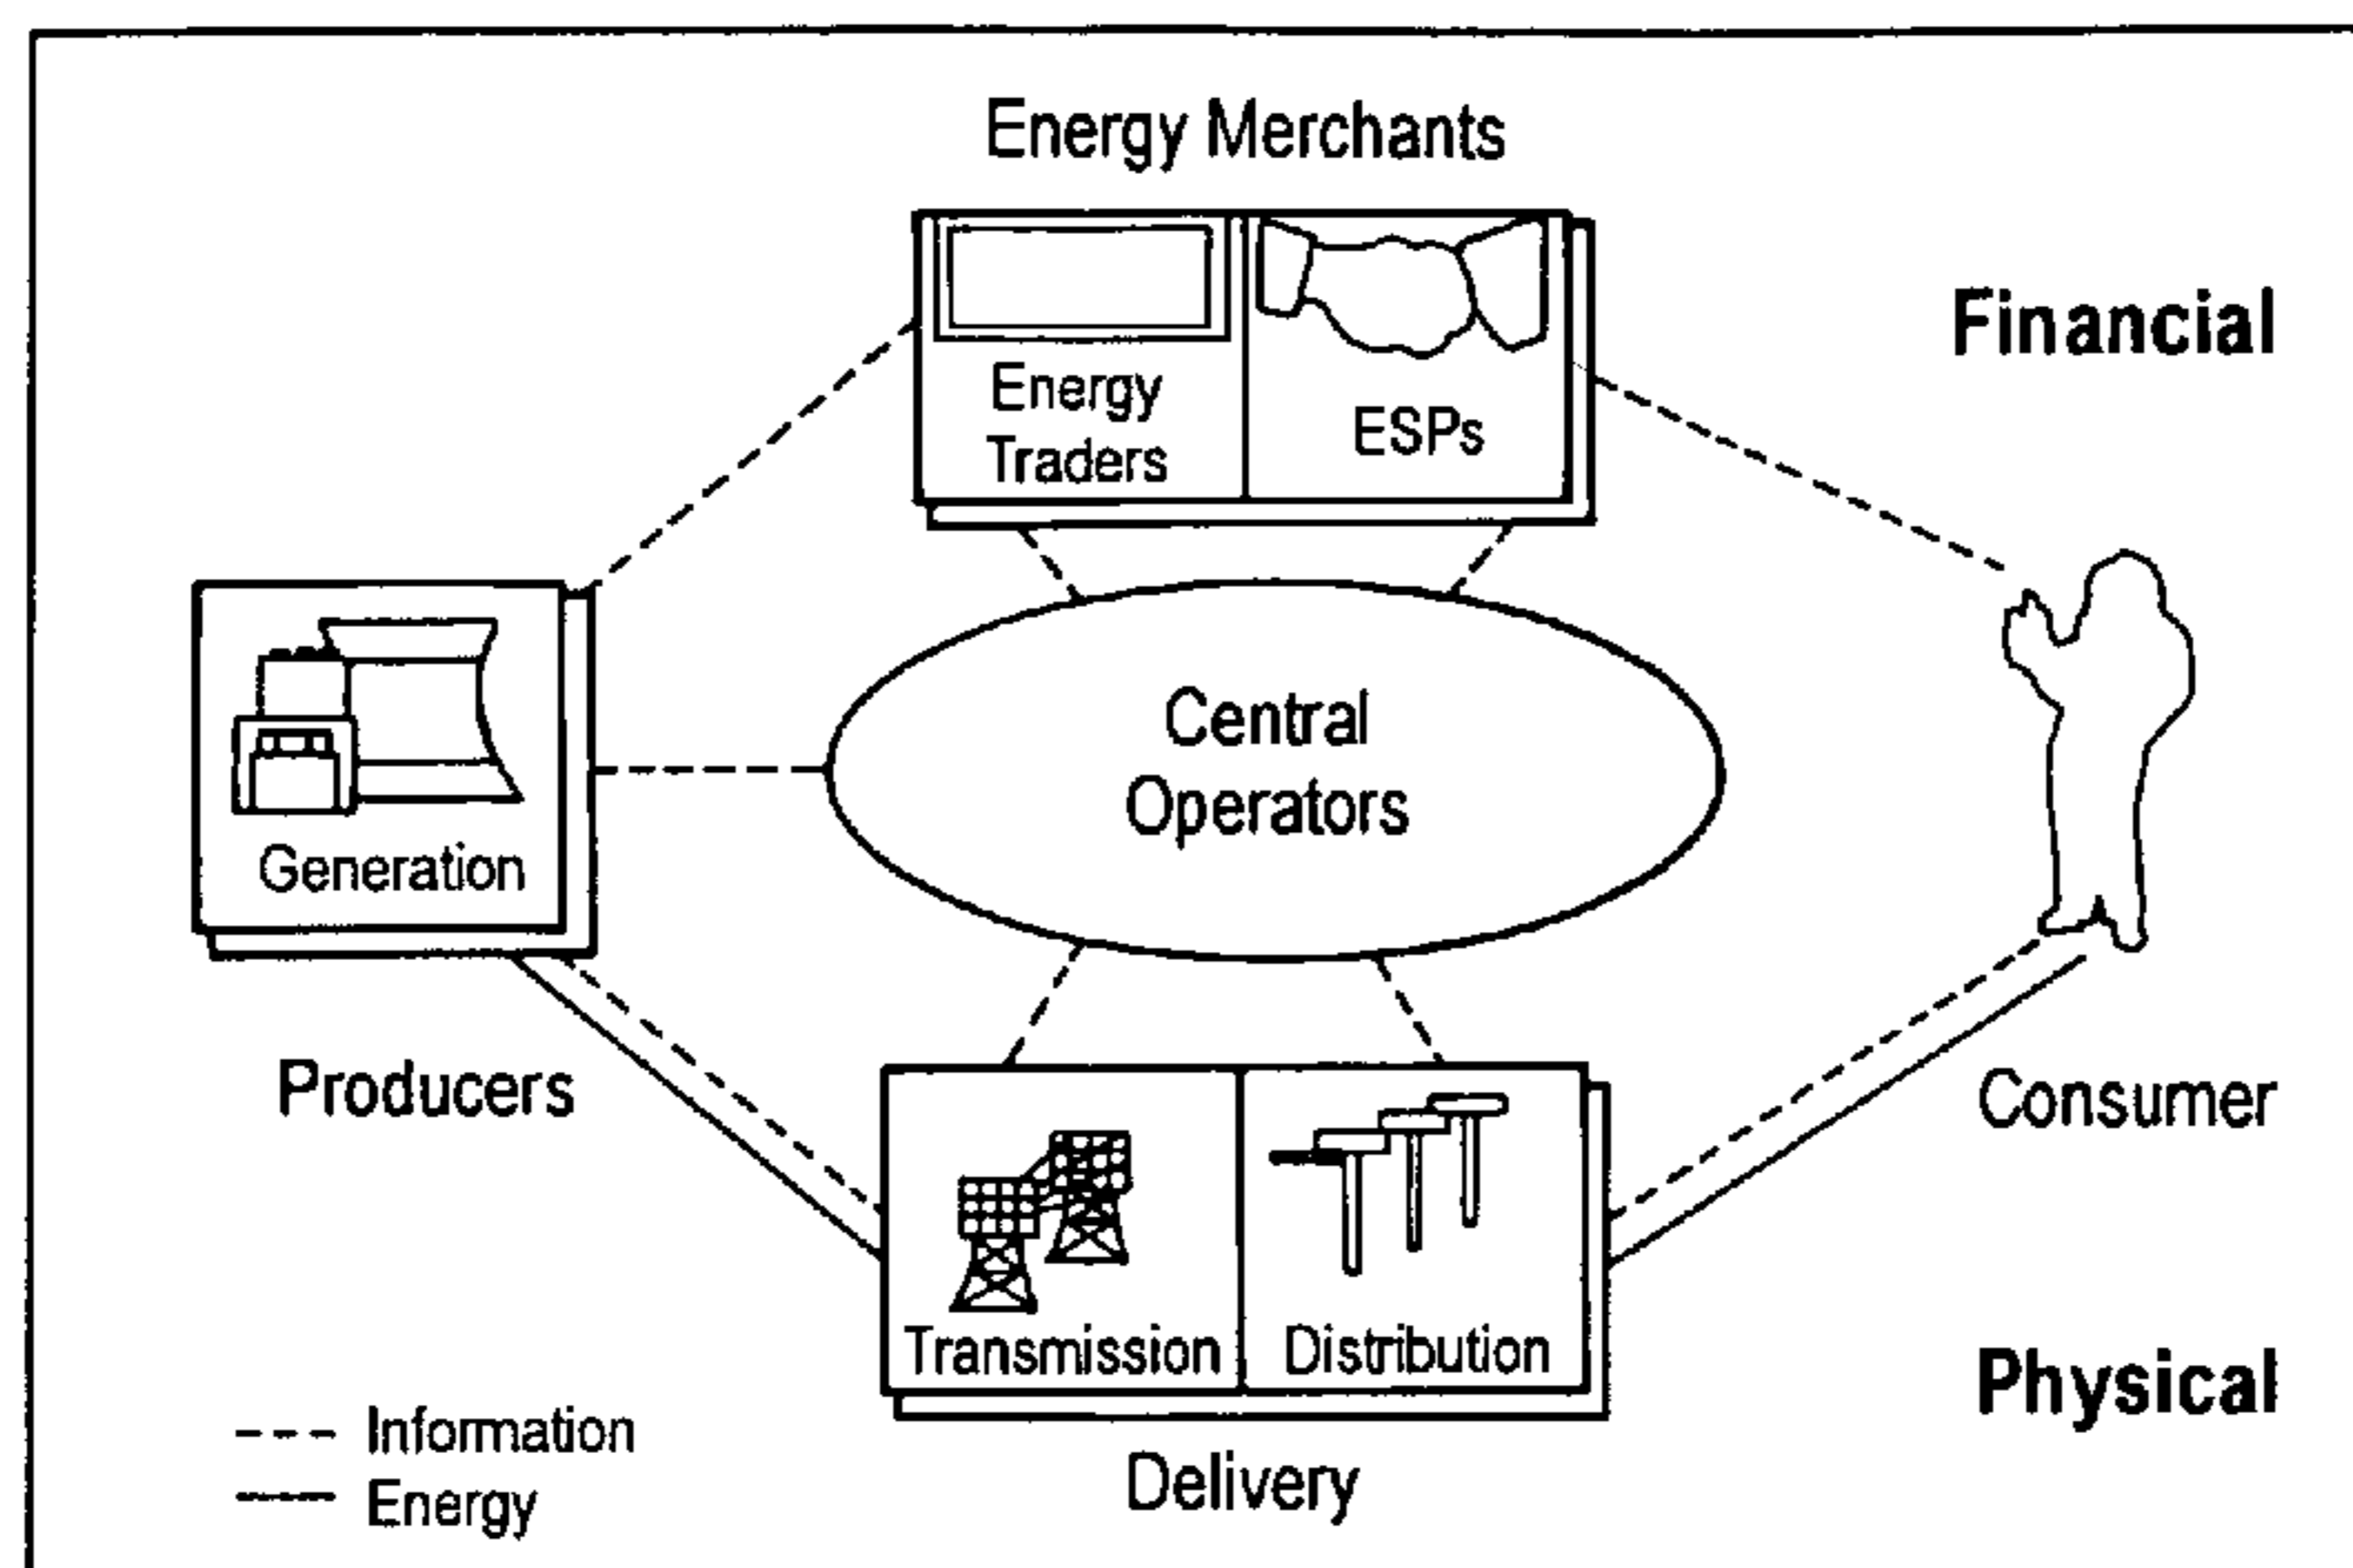 Energy Merchants
Financial
Energy
Traders
ESPs
Central
Operators
Generation
Producers
Consumer
Transmission
Distribution
Physical
Information
Energy
Delivery